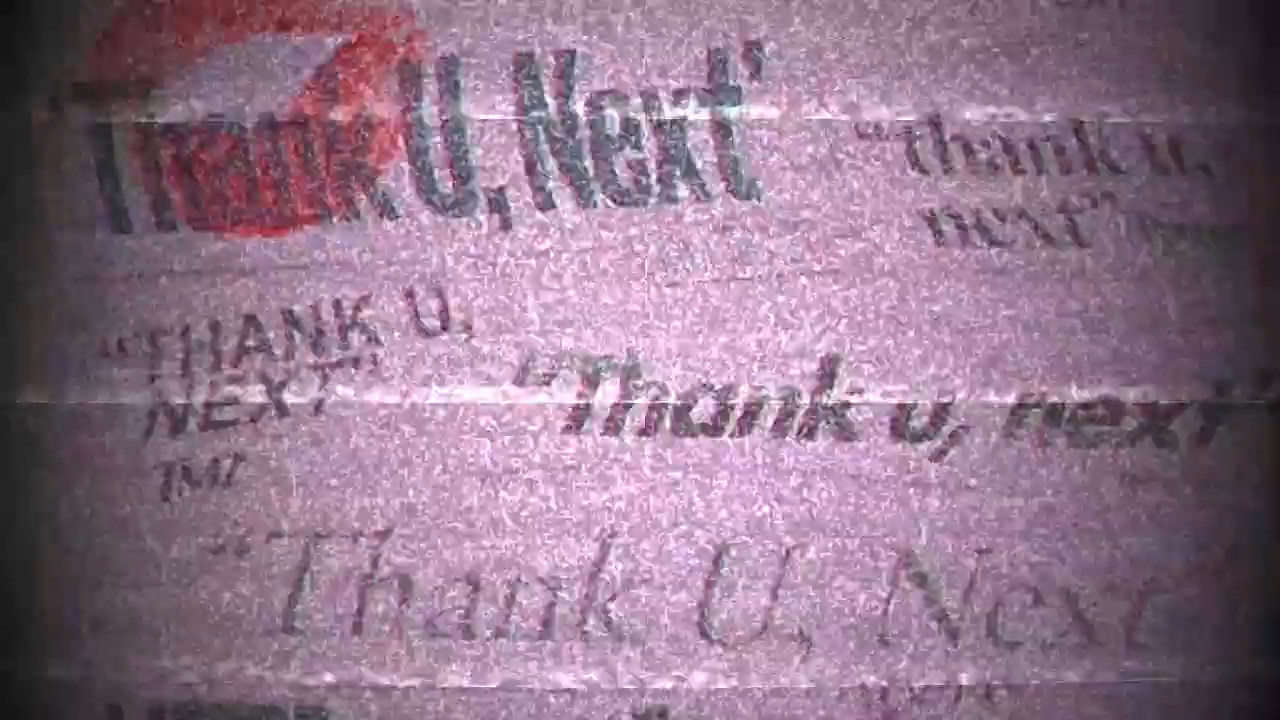 "Thank U, Next"
"thank u,
next"
"THANK U,
NEXT"
"Thank u, next"
"Thank U, Next